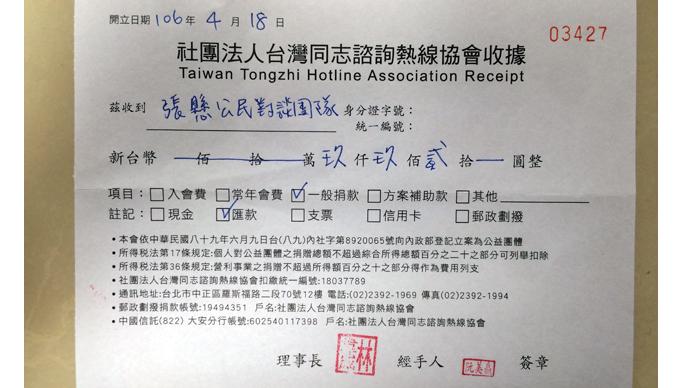 開立日期 106年 4月 18日
03427
社團法人台灣同志諮詢熱線協會收據
Taiwan Tongzhi Hotline Association Receipt
茲收到 張懸公民對談團隊 身分證字號：
統一編號：
新台幣 佰 拾 萬 玖 仟 玖 佰 貳 拾 圓整
項目：□入會費 □常年會費 ☑一般捐款 □方案補助款 □其他
註記：□現金 ☑匯款 □支票 □信用卡 □郵政劃撥
•本會依中華民國八十九年六月九日台(八九)內社字第8920065號向內政部登記立案為公益團體
•所得稅法第17條規定:個人對公益團體之捐贈總額不超過綜合所得總額百分之二十之部分可列舉扣除
•所得稅法第36條規定:營利事業之捐贈不超過所得額百分之十之部分得作為費用列支
•社團法人台灣同志諮詢熱線協會扣繳統一編號:18037789
•通訊地址:台北市中正區羅斯福路二段70號12樓 電話:(02)2392-1969 傳真(02)2392-1994
•郵政劃撥捐款帳號:19494351 戶名:社團法人台灣同志諮詢熱線協會
•中國信託(822) 大安分行帳號:602540117398 戶名:社團法人台灣同志諮詢熱線協會
理事長 林 經手人 阮美 簽章